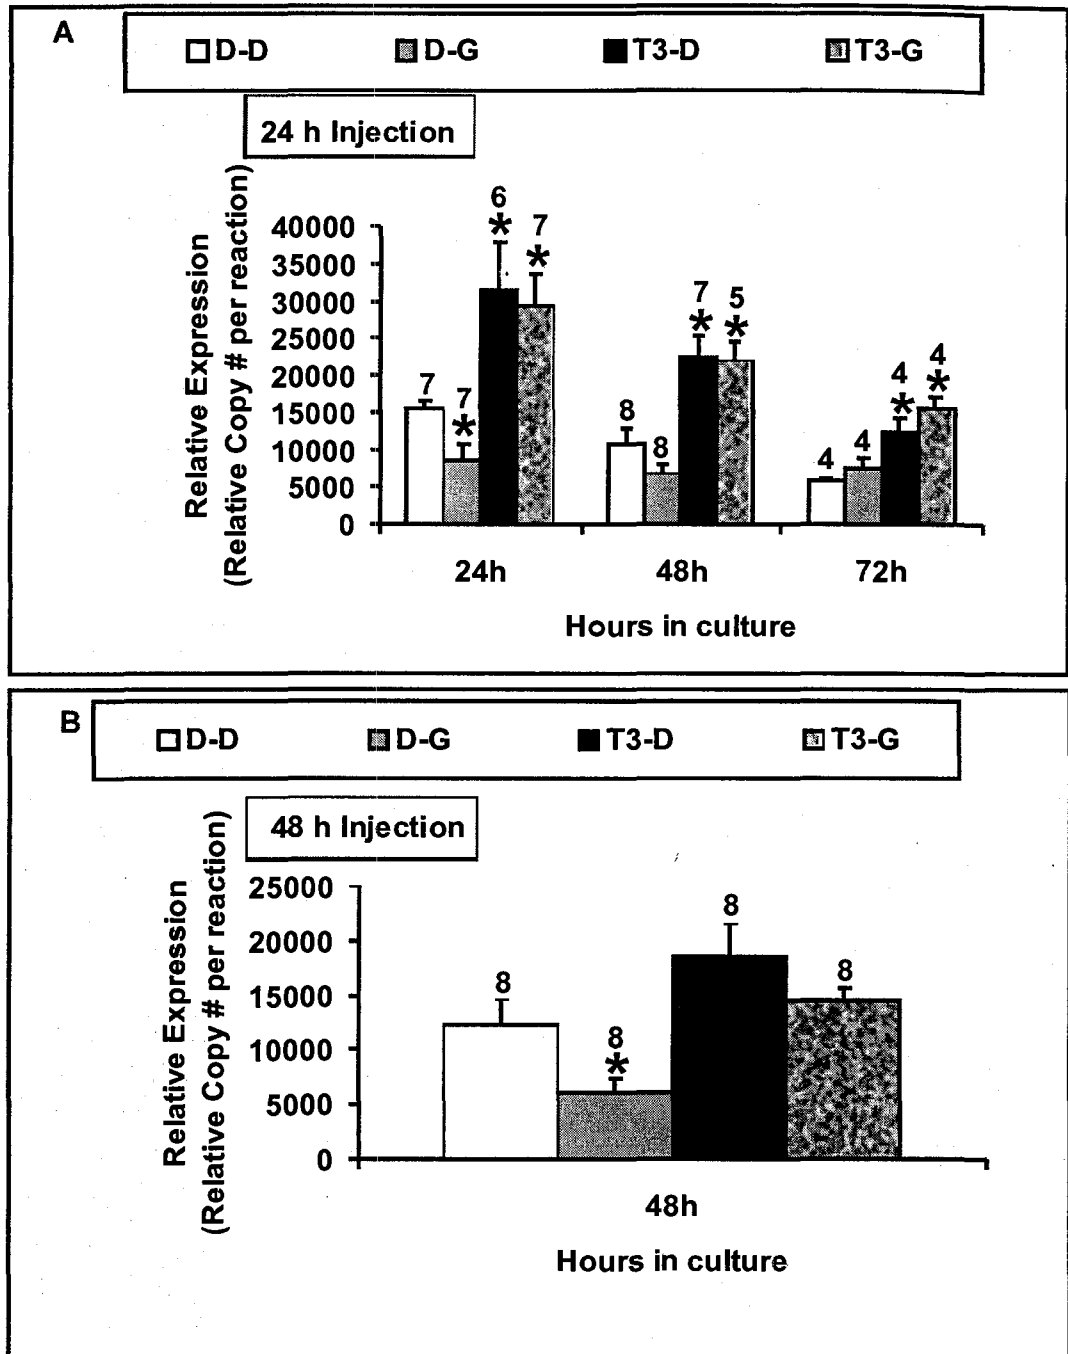 A
D-D D-G T3-D T3-G
24 h Injection
Relative Expression
(Relative Copy # per reaction)
40000
35000
30000
25000
20000
15000
10000
5000
0
7 7 * 6 * 7 *
8 8 7 * 5 *
4 4 4 * 4 *
24h 48h 72h
Hours in culture
B
D-D D-G T3-D T3-G
48 h Injection
Relative Expression
(Relative Copy # per reaction)
25000
20000
15000
10000
5000
0
8 8 * 8 8
48h
Hours in culture